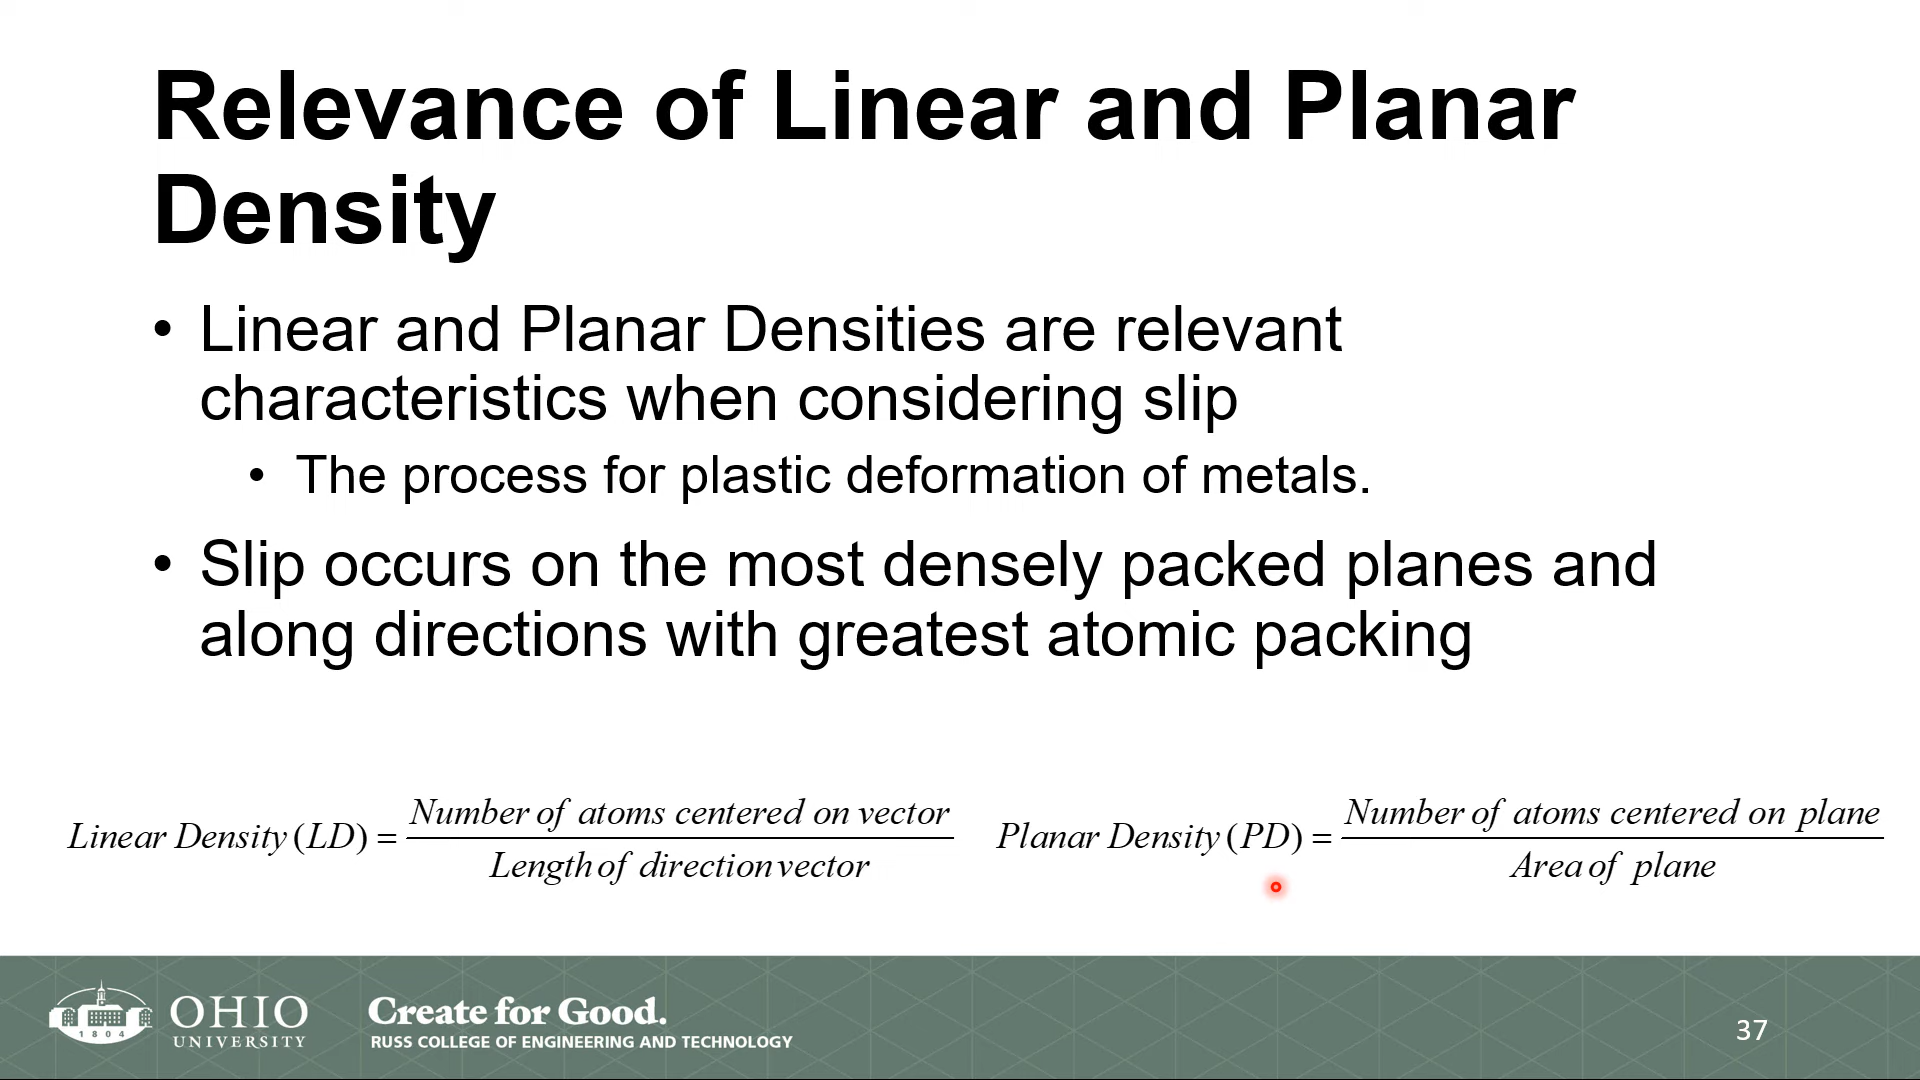 Relevance of Linear and Planar
Density
• Linear and Planar Densities are relevant
characteristics when considering slip
• The process for plastic deformation of metals.
• Slip occurs on the most densely packed planes and
along directions with greatest atomic packing
Linear Density (LD) = Number of atoms centered on vector
Length of direction vector
Planar Density (PD) = Number of atoms centered on plane
Area of plane
1804
OHIO
UNIVERSITY
Create for Good.
RUSS COLLEGE OF ENGINEERING AND TECHNOLOGY
37